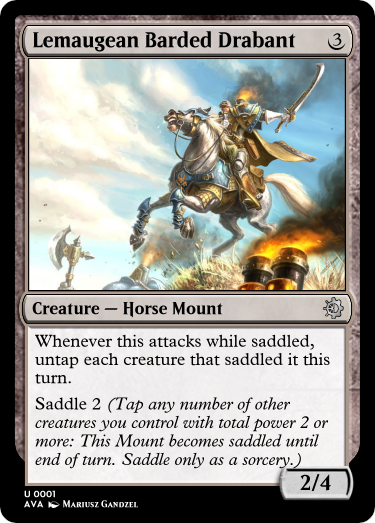 Lemaugean Barded Drabant 3
Creature — Horse Mount
Whenever this attacks while saddled,
untap each creature that saddled it this
turn.
Saddle 2 (Tap any number of other
creatures you control with total power 2 or
more: This Mount becomes saddled until
end of turn. Saddle only as a sorcery.)
2/4
U 0001
AVA Mariusz Gandzel